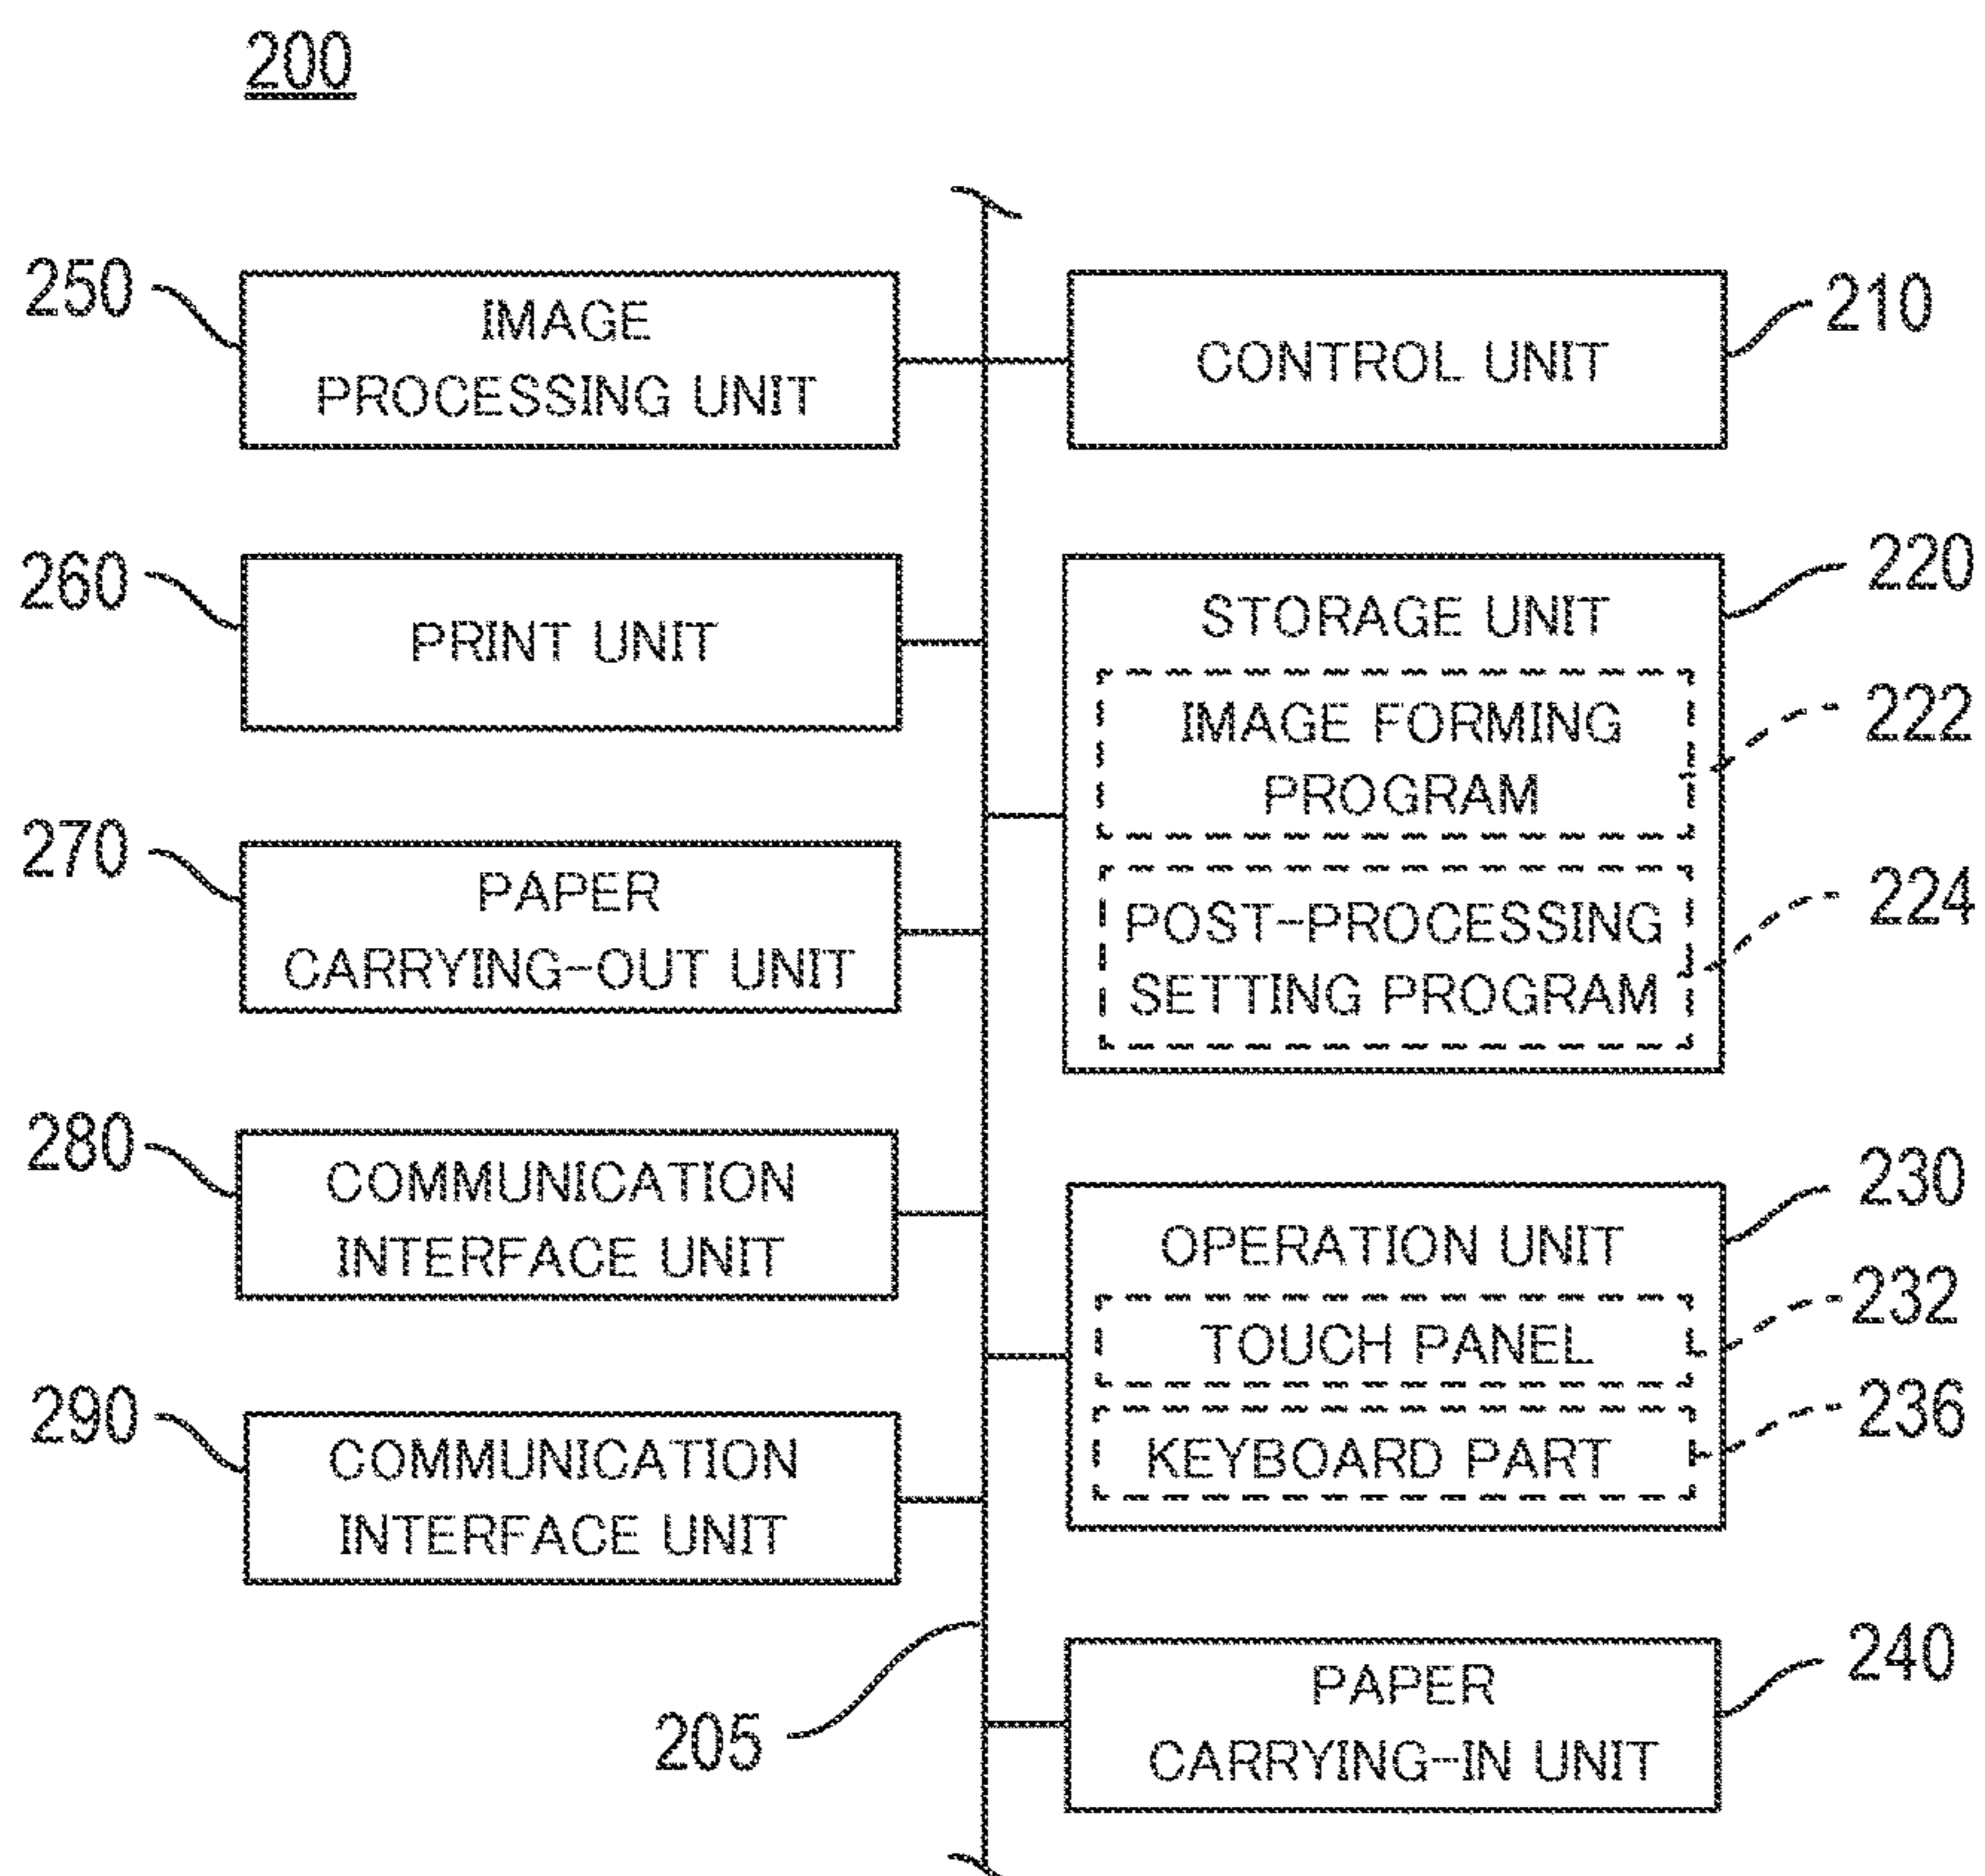 200
250
IMAGE
PROCESSING UNIT
CONTROL UNIT
210
260
PRINT UNIT
220
STORAGE UNIT
IMAGE FORMING
PROGRAM
222
270
PAPER
CARRYING-OUT UNIT
POST-PROCESSING
SETTING PROGRAM
224
280
COMMUNICATION
INTERFACE UNIT
230
OPERATION UNIT
TOUCH PANEL
232
290
COMMUNICATION
INTERFACE UNIT
KEYBOARD PART
236
205
PAPER
CARRYING-IN UNIT
240